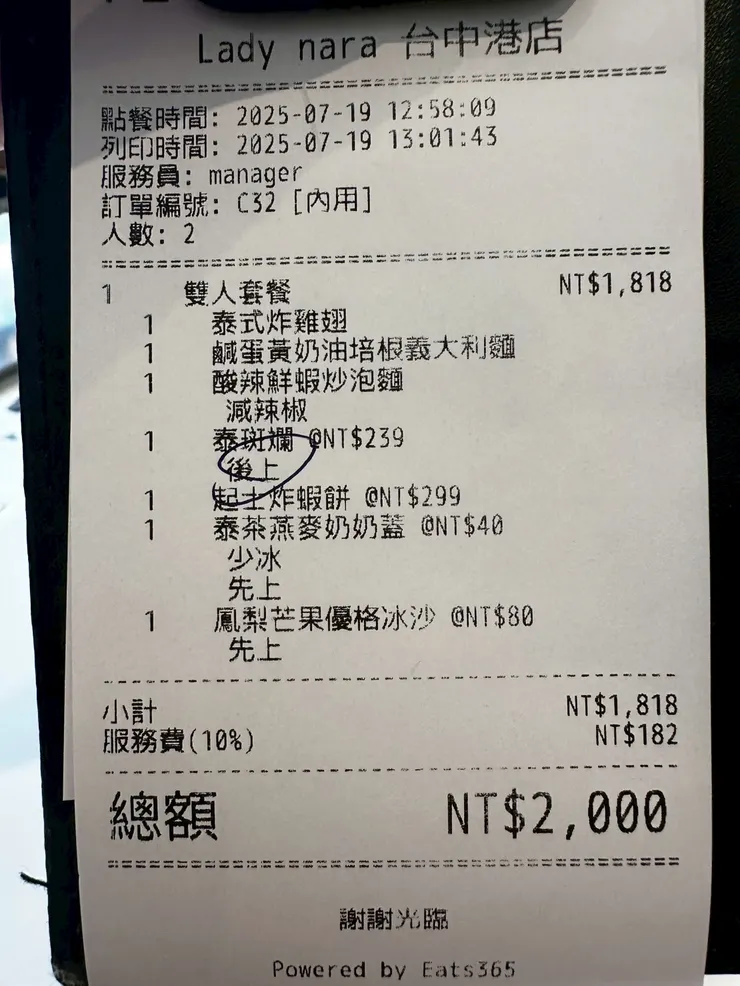 Lady nara 台中港店
點餐時間: 2025-07-19 12:58:09
列印時間: 2025-07-19 13:01:43
服務員: manager
訂單編號: C32 [內用]
人數: 2
1 雙人套餐 NT$1,818
1 泰式炸雞翅
1 鹹蛋黃奶油培根義大利麵
1 酸辣鮮蝦炒泡麵
減辣椒
1 泰斑斕 @NT$239
後上
1 起士炸蝦餅 @NT$299
1 泰茶燕麥奶奶蓋 @NT$40
少冰
先上
1 鳳梨芒果優格冰沙 @NT$80
先上
小計 NT$1,818
服務費(10%) NT$182
總額 NT$2,000
謝謝光臨
Powered by Eats365